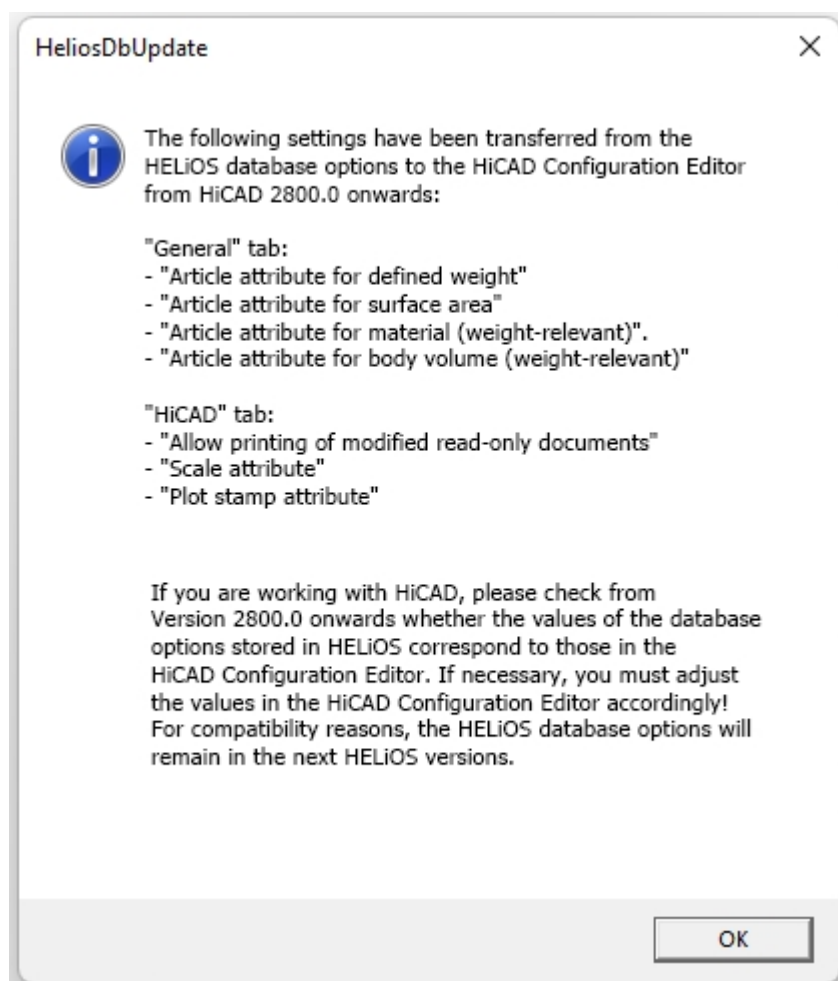 HeliosDbUpdate
The following settings have been transferred from the
HELiOS database options to the HiCAD Configuration Editor
from HiCAD 2800.0 onwards:
"General" tab:
- "Article attribute for defined weight"
- "Article attribute for surface area"
- "Article attribute for material (weight-relevant)".
- "Article attribute for body volume (weight-relevant)"
"HiCAD" tab:
- "Allow printing of modified read-only documents"
- "Scale attribute"
- "Plot stamp attribute"
If you are working with HiCAD, please check from
Version 2800.0 onwards whether the values of the database
options stored in HELiOS correspond to those in the
HiCAD Configuration Editor. If necessary, you must adjust
the values in the HiCAD Configuration Editor accordingly!
For compatibility reasons, the HELiOS database options will
remain in the next HELiOS versions.
OK